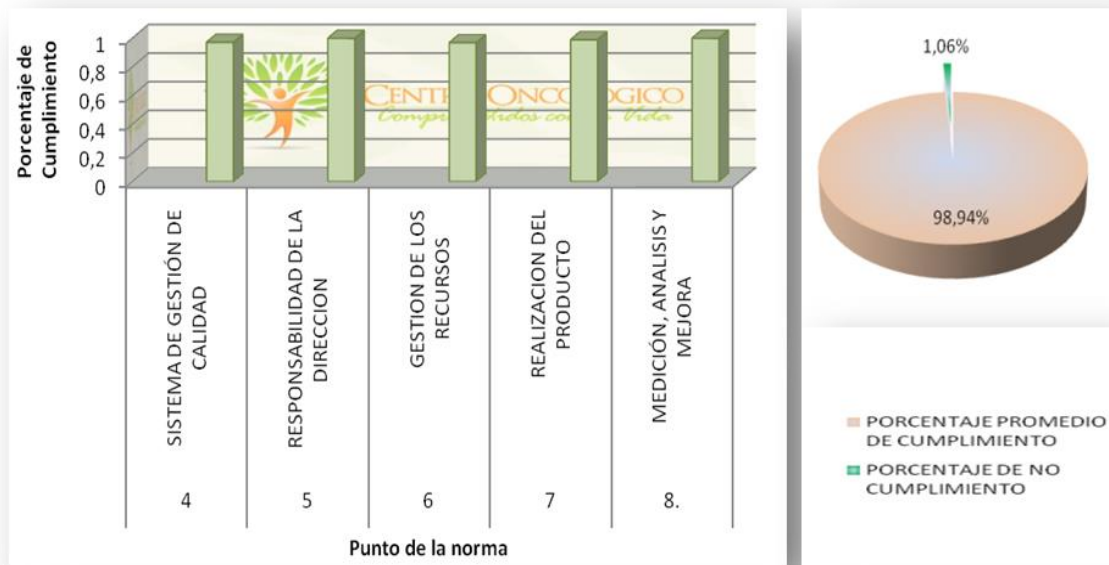 Porcentaje de
Cumplimiento
1
0,8
0,6
0,4
0,2
0
SISTEMA DE GESTIÓN DE
CALIDAD
RESPONSABILIDAD DE LA
DIRECCION
GESTION DE LOS
RECURSOS
REALIZACION DEL
PRODUCTO
MEDICIÓN, ANALISIS Y
MEJORA
4
5
6
7
8.
Punto de la norma
1,06%
98,94%
PORCENTAJE PROMEDIO
DE CUMPLIMIENTO
PORCENTAJE DE NO
CUMPLIMIENTO